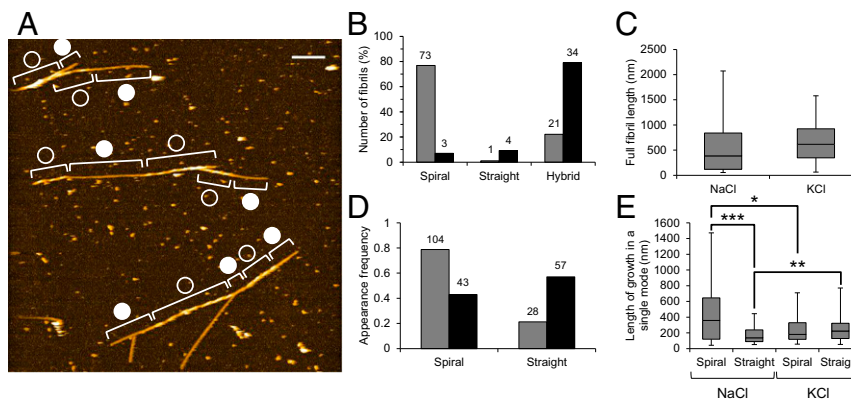 A
B
Number of fibrils (%)
100
80
60
40
20
0
73
3
1
4
21
34
Spiral
Straight
Hybrid
C
Full fibril length (nm)
2500
2000
1500
1000
500
0
NaCl
KCl
D
Appearance frequency
1
0.8
0.6
0.4
0.2
0
104
43
28
57
Spiral
Straight
E
Length of growth in a
single mode (nm)
1600
1400
1200
1000
800
600
400
200
0
*
***
**
Spiral
Straight
Spiral
Straigh
NaCl
KCl